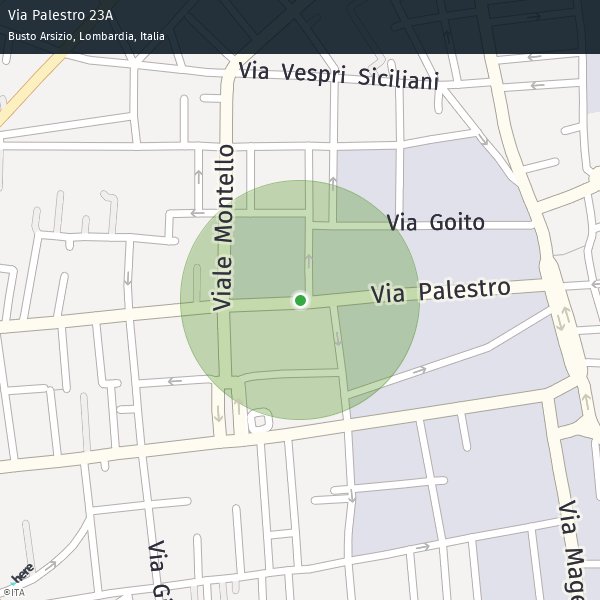 Via Palestro 23A
Busto Arsizio, Lombardia, Italia
Via Vespri Siciliani
Viale Montello
Via Goito
Via Palestro
Via Gi
Via Mage
here
©ITA